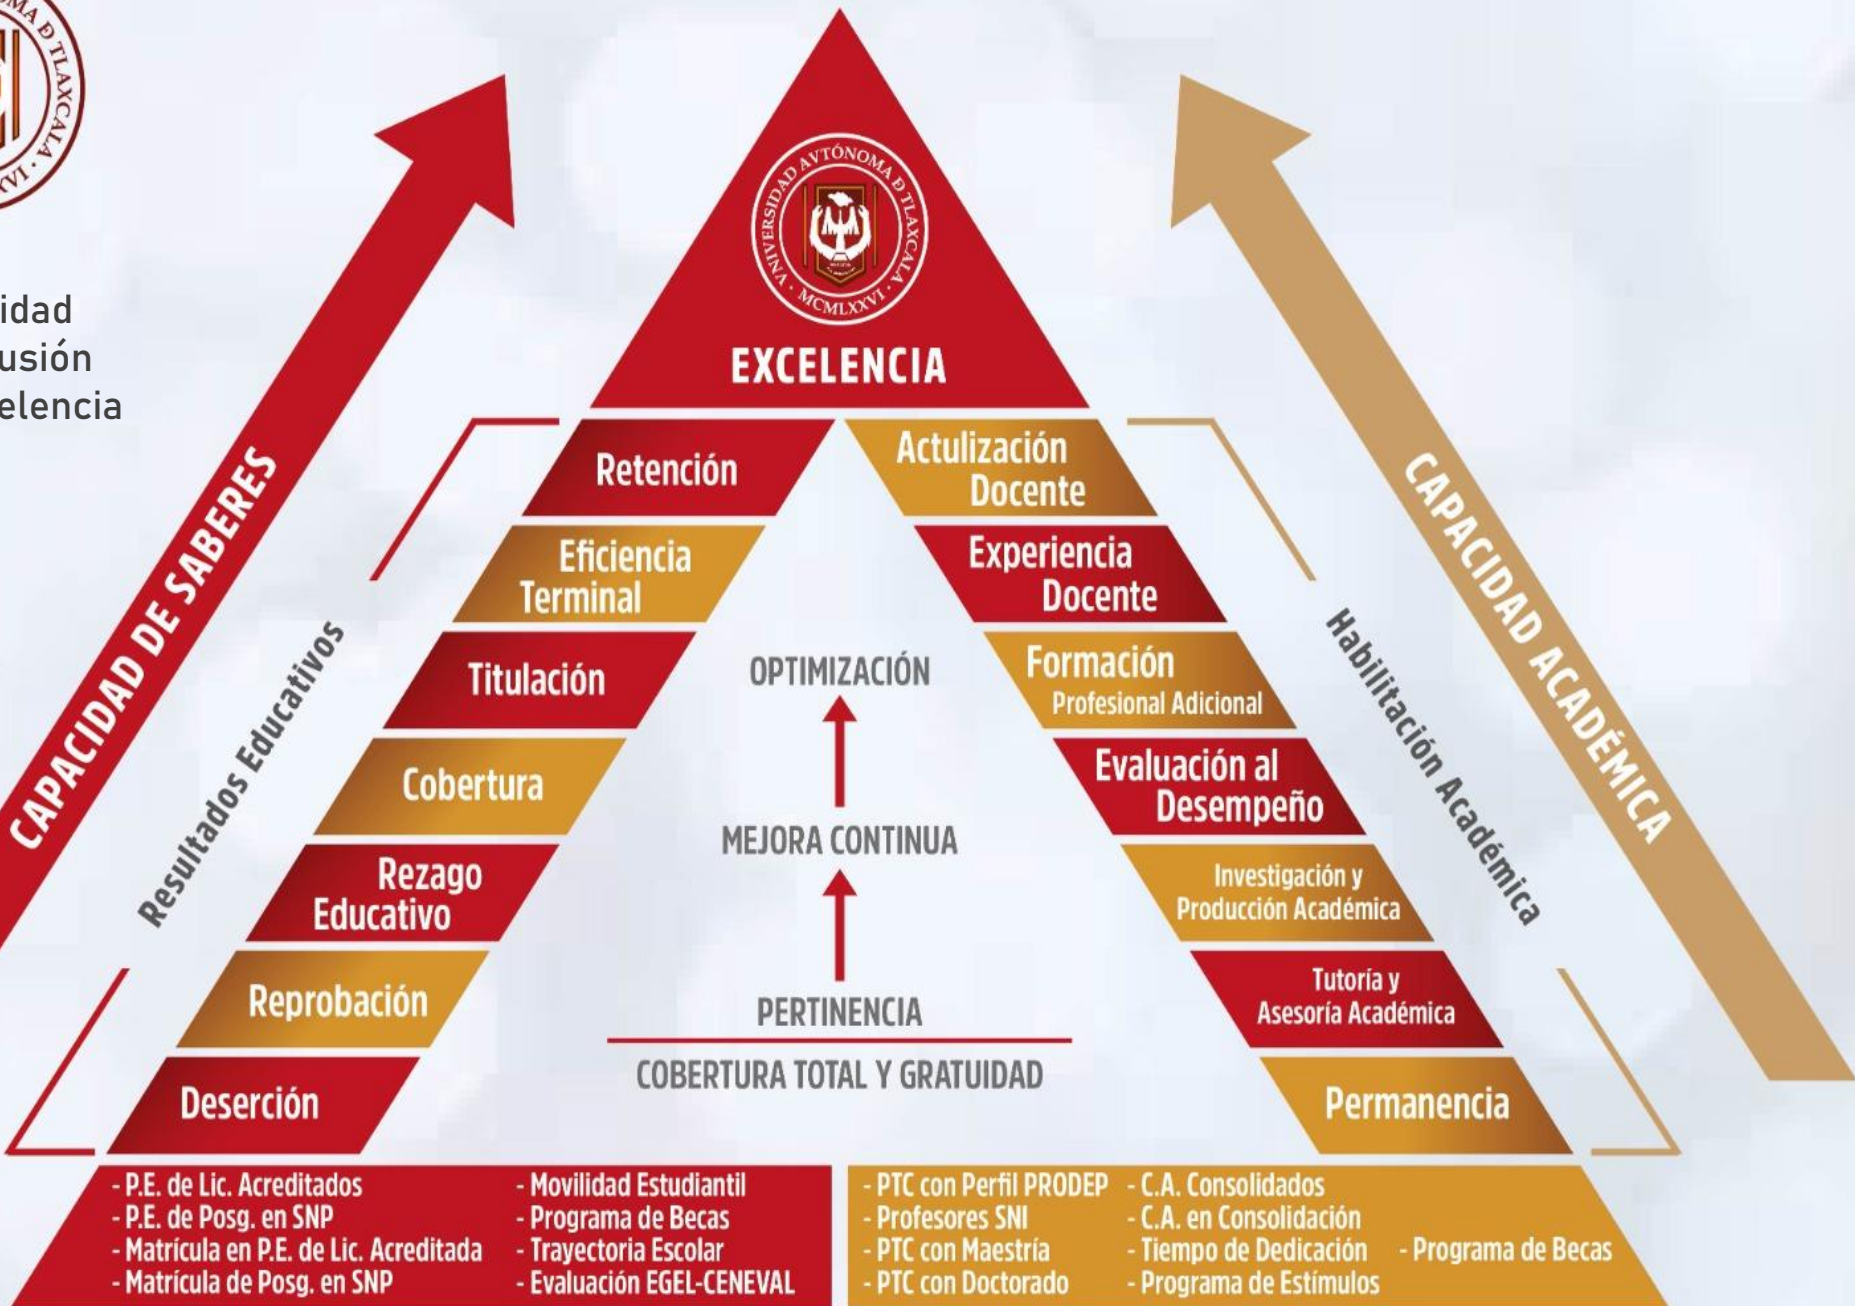 VNIVERSIDAD AVTÓNOMA Ð TLAXCALA · MCMLXXVI ·
EXCELENCIA
CAPACIDAD DE SABERES
Resultados Educativos
Retención
Eficiencia
Terminal
Titulación
Cobertura
Rezago
Educativo
Reprobación
Deserción
OPTIMIZACIÓN
MEJORA CONTINUA
PERTINENCIA
COBERTURA TOTAL Y GRATUIDAD
Actulización
Docente
Experiencia
Docente
Formación
Profesional Adicional
Evaluación al
Desempeño
Investigación y
Producción Académica
Tutoría y
Asesoría Académica
Permanencia
Habilitación Académica
CAPACIDAD ACADÉMICA
- P.E. de Lic. Acreditados
- P.E. de Posg. en SNP
- Matrícula en P.E. de Lic. Acreditada
- Matrícula de Posg. en SNP
- Movilidad Estudiantil
- Programa de Becas
- Trayectoria Escolar
- Evaluación EGEL-CENEVAL
- PTC con Perfil PRODEP
- Profesores SNI
- PTC con Maestría
- PTC con Doctorado
- C.A. Consolidados
- C.A. en Consolidación
- Tiempo de Dedicación
- Programa de Estímulos
- Programa de Becas